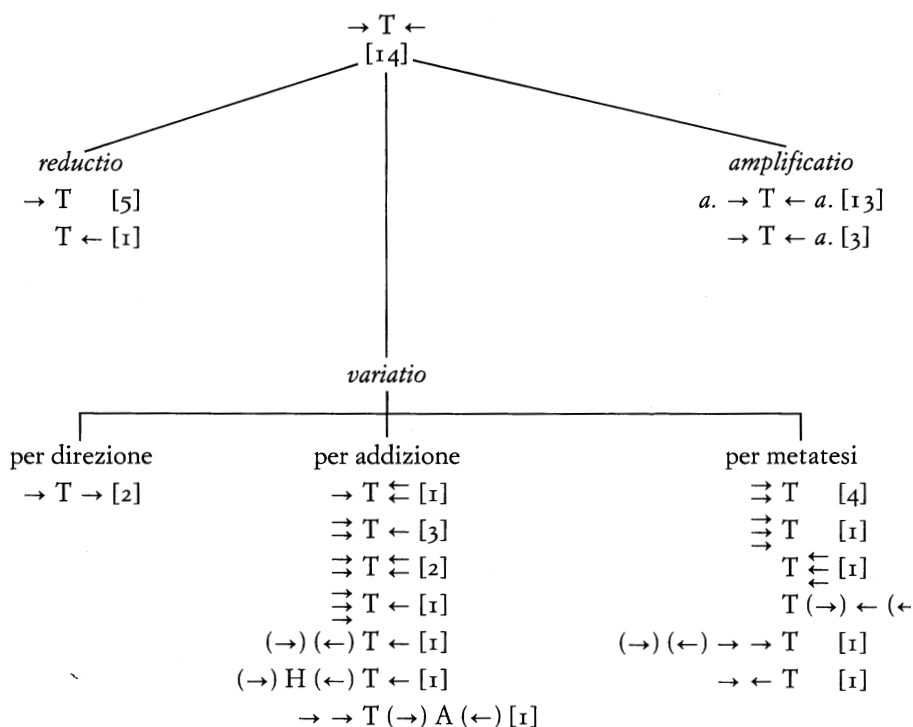 → T ←
[14]
reductio
→ T [5]
T ← [1]
amplificatio
a. → T ← a. [13]
→ T ← a. [3]
variatio
per direzione
→ T → [2]
per addizione
→ T ⇇ [1]
⇉ T ← [3]
⇉ T ⇇ [2]
⇶ T ← [1]
(→) (←) T ← [1]
(→) H (←) T ← [1]
→ → T (→) A (←) [1]
per metatesi
⇉ T [4]
⇶ T [1]
T ⬱ [1]
T (→) ← (←
(→) (←) → → T [1]
→ ← T [1]